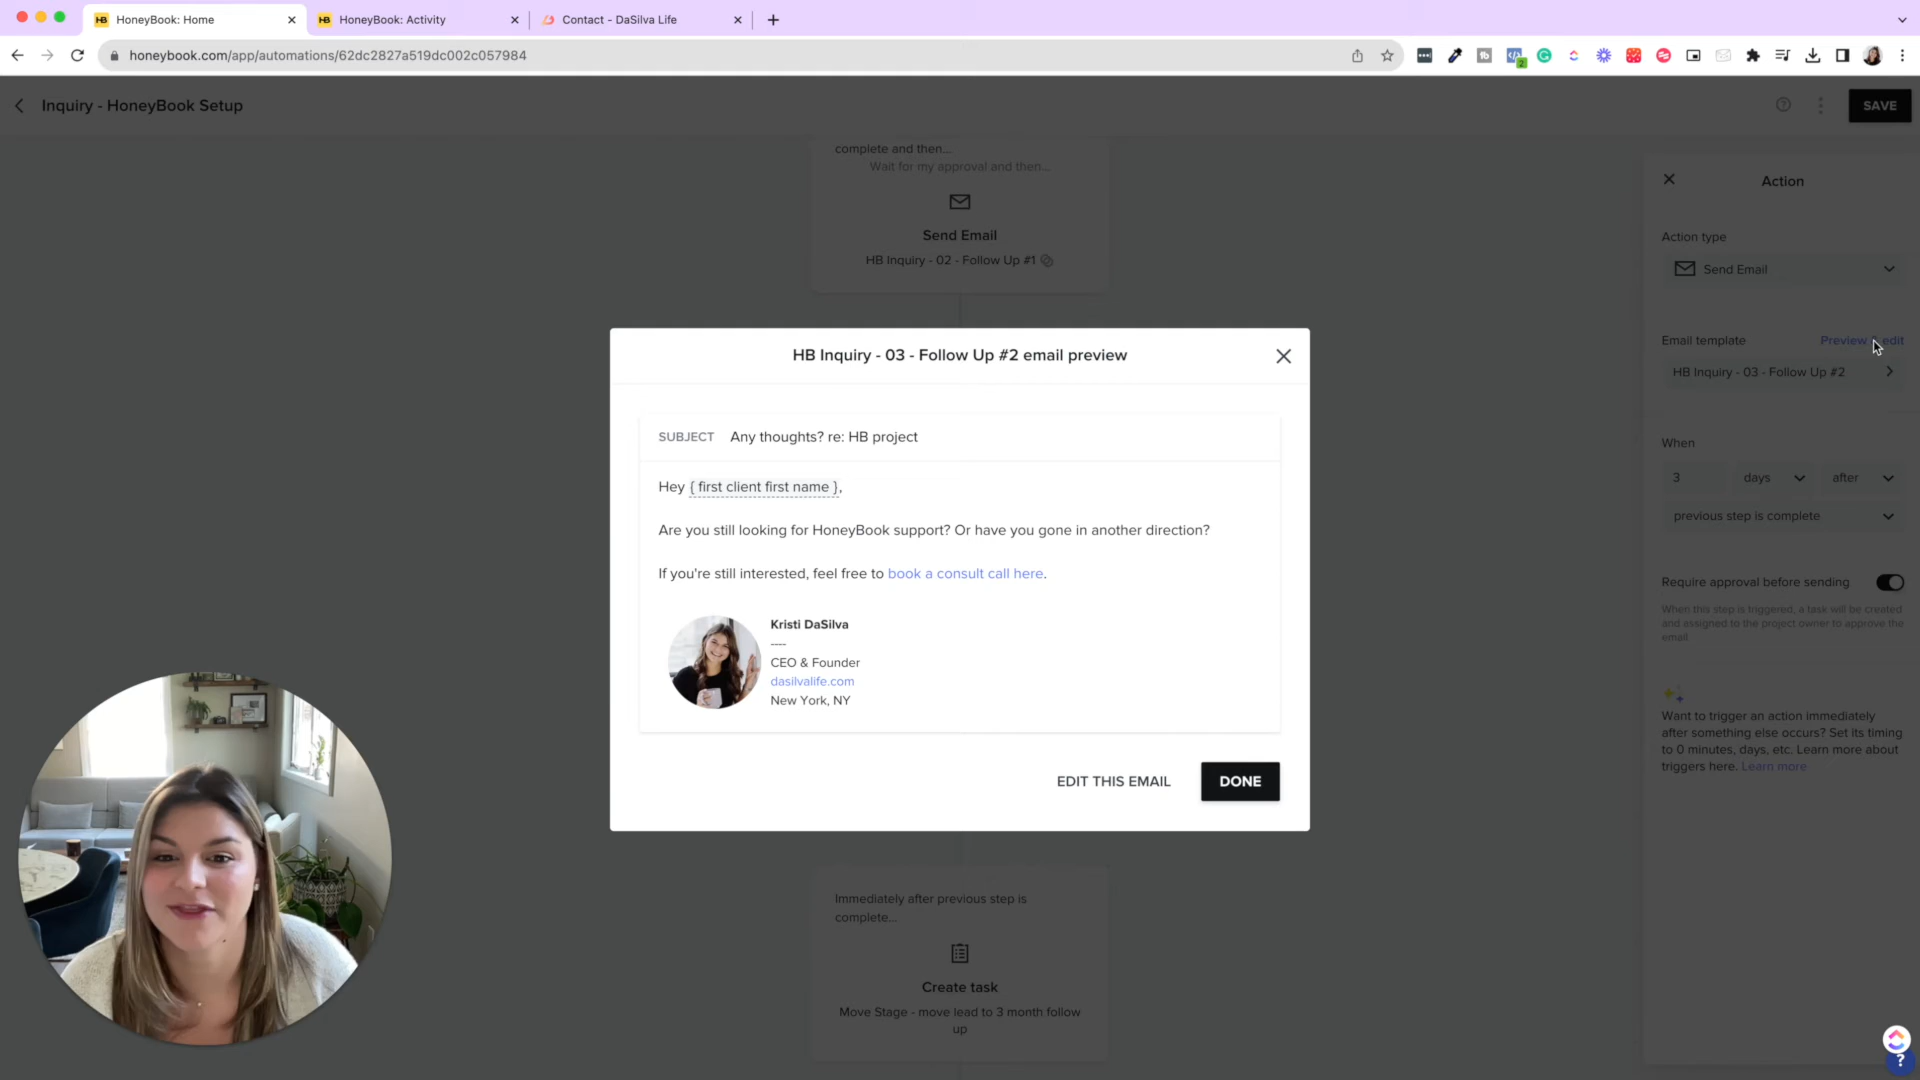 HoneyBook: Home
HoneyBook: Activity
Contact - DaSilva Life
honeybook.com/app/automations/62dc2827a519dc002c057984
Inquiry - HoneyBook Setup
SAVE
complete and then...
Wait for my approval and then...
Send Email
HB Inquiry - 02 - Follow Up #1
HB Inquiry - 03 - Follow Up #2 email preview
SUBJECT Any thoughts? re: HB project
Hey { first client first name },
Are you still looking for HoneyBook support? Or have you gone in another direction?
If you're still interested, feel free to book a consult call here.
Kristi DaSilva
----
CEO & Founder
dasilvalife.com
New York, NY
EDIT THIS EMAIL
DONE
Immediately after previous step is
complete...
Create task
Move Stage - move lead to 3 month follow
up
Action
Action type
Send Email
Email template
Preview edit
HB Inquiry - 03 - Follow Up #2
When
3 days after
previous step is complete
Require approval before sending
When this step is triggered, a task will be created
and assigned to the project owner to approve the
email
Want to trigger an action immediately
after something else occurs? Set its timing
to 0 minutes, days, etc. Learn more about
triggers here. Learn more